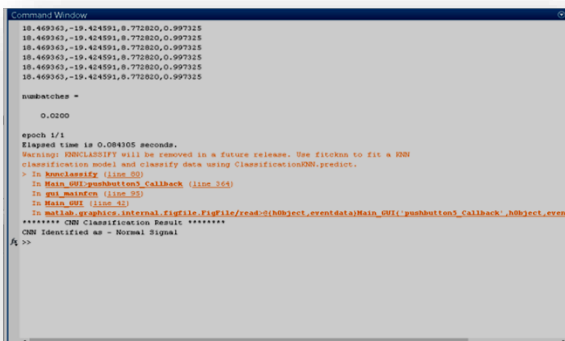 Command Window
18.469363,-19.424591,8.772820,0.997325
18.469363,-19.424591,8.772820,0.997325
18.469363,-19.424591,8.772820,0.997325
18.469363,-19.424591,8.772820,0.997325
18.469363,-19.424591,8.772820,0.997325
18.469363,-19.424591,8.772820,0.997325
numbatches =
0.0200
epoch 1/1
Elapsed time is 0.084305 seconds.
Warning: KNNCLASSIFY will be removed in a future release. Use fitcknn to fit a KNN
classification model and classify data using ClassificationKNN.predict.
> In knnclassify (line 80)
In Main_GUI>pushbutton5_Callback (line 364)
In gui_mainfcn (line 95)
In Main_GUI (line 42)
In matlab.graphics.internal.figfile.FigFile/read>@(hObject,eventdata)Main_GUI('pushbutton5_Callback',hObject,even
******** CNN Classification Result ********
CNN Identified as - Normal Signal
fx >>